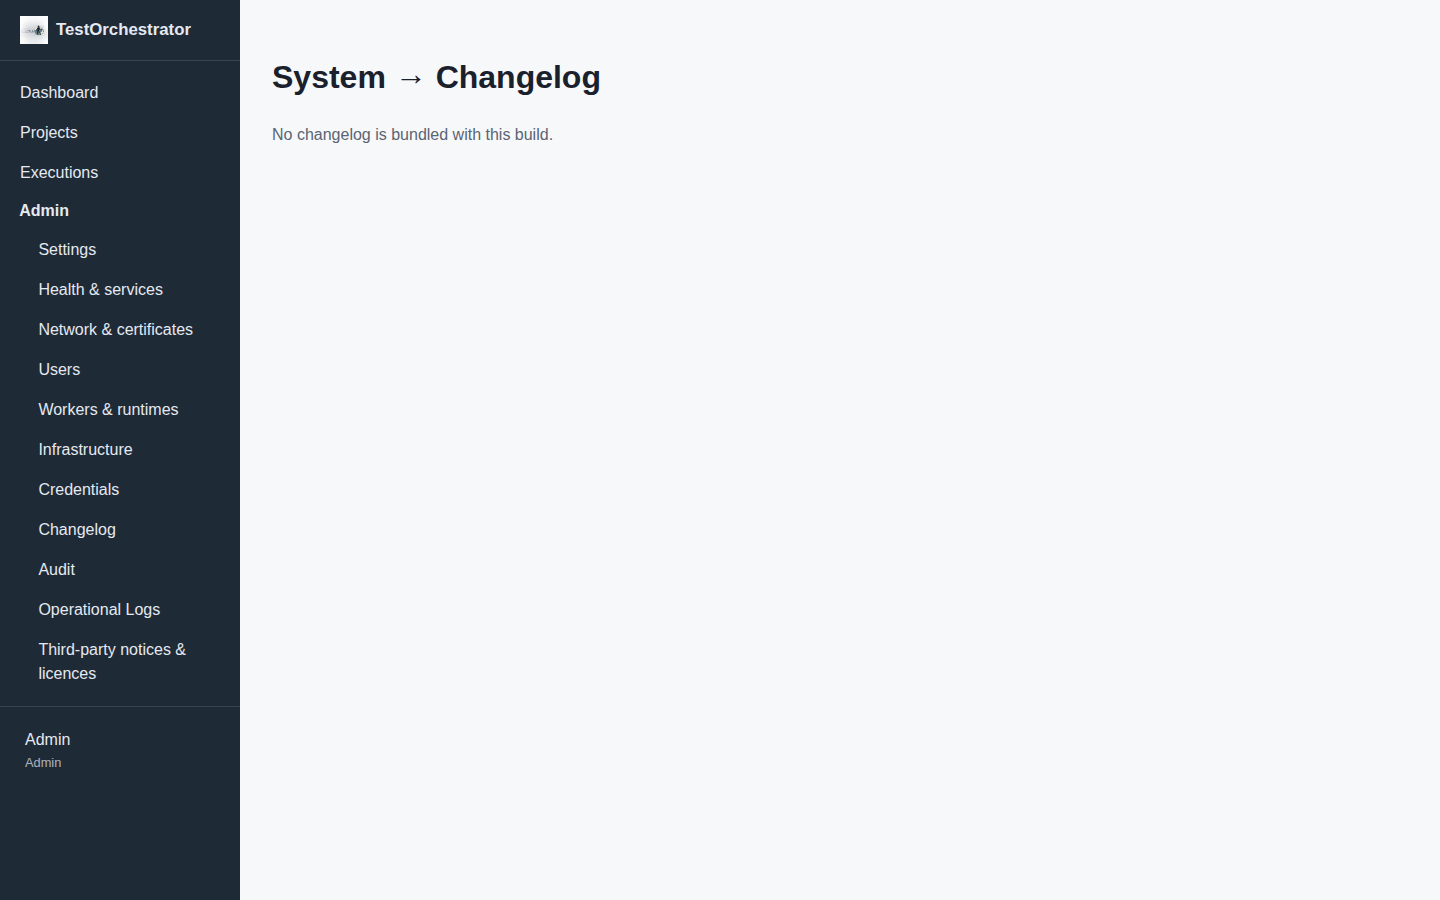 TestOrchestrator
Dashboard
Projects
Executions
Admin
Settings
Health & services
Network & certificates
Users
Workers & runtimes
Infrastructure
Credentials
Changelog
Audit
Operational Logs
Third-party notices &
licences
Admin
Admin
System → Changelog
No changelog is bundled with this build.